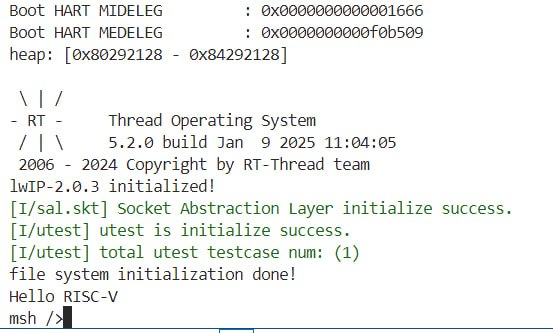 Boot HART MIDELEG         : 0x0000000000001666
Boot HART MEDELEG         : 0x0000000000f0b509
heap: [0x80292128 - 0x84292128]
 \ | /
- RT -     Thread Operating System
 / | \     5.2.0 build Jan  9 2025 11:04:05
 2006 - 2024 Copyright by RT-Thread team
lwIP-2.0.3 initialized!
[I/sal.skt] Socket Abstraction Layer initialize success.
[I/utest] utest is initialize success.
[I/utest] total utest testcase num: (1)
file system initialization done!
Hello RISC-V
msh />